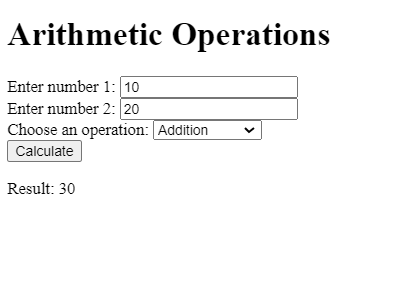 Arithmetic Operations
Enter number 1: 10
Enter number 2: 20
Choose an operation: Addition
Calculate
Result: 30